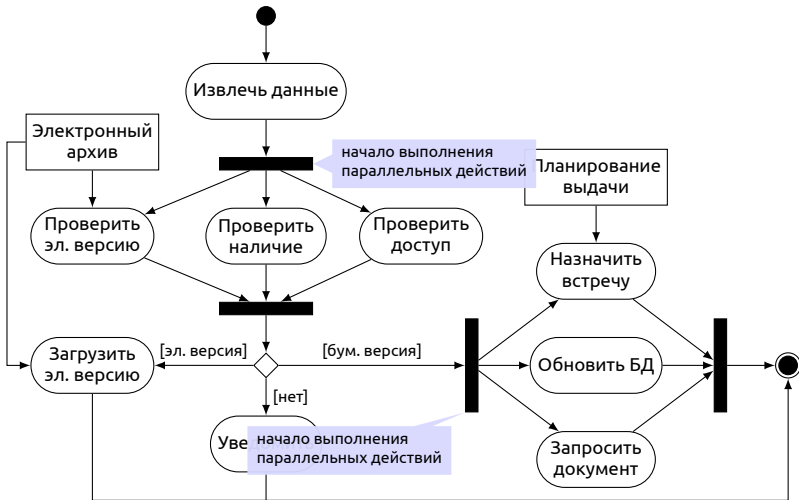 Извлечь данные
Электронный
архив
начало выполнения
параллельных действий
Планирование
выдачи
Проверить
эл. версию
Проверить
наличие
Проверить
доступ
Назначить
встречу
Загрузить
эл. версию
[эл. версия]
[бум. версия]
Обновить БД
[нет]
начало выполнения
параллельных действий
Запросить
документ